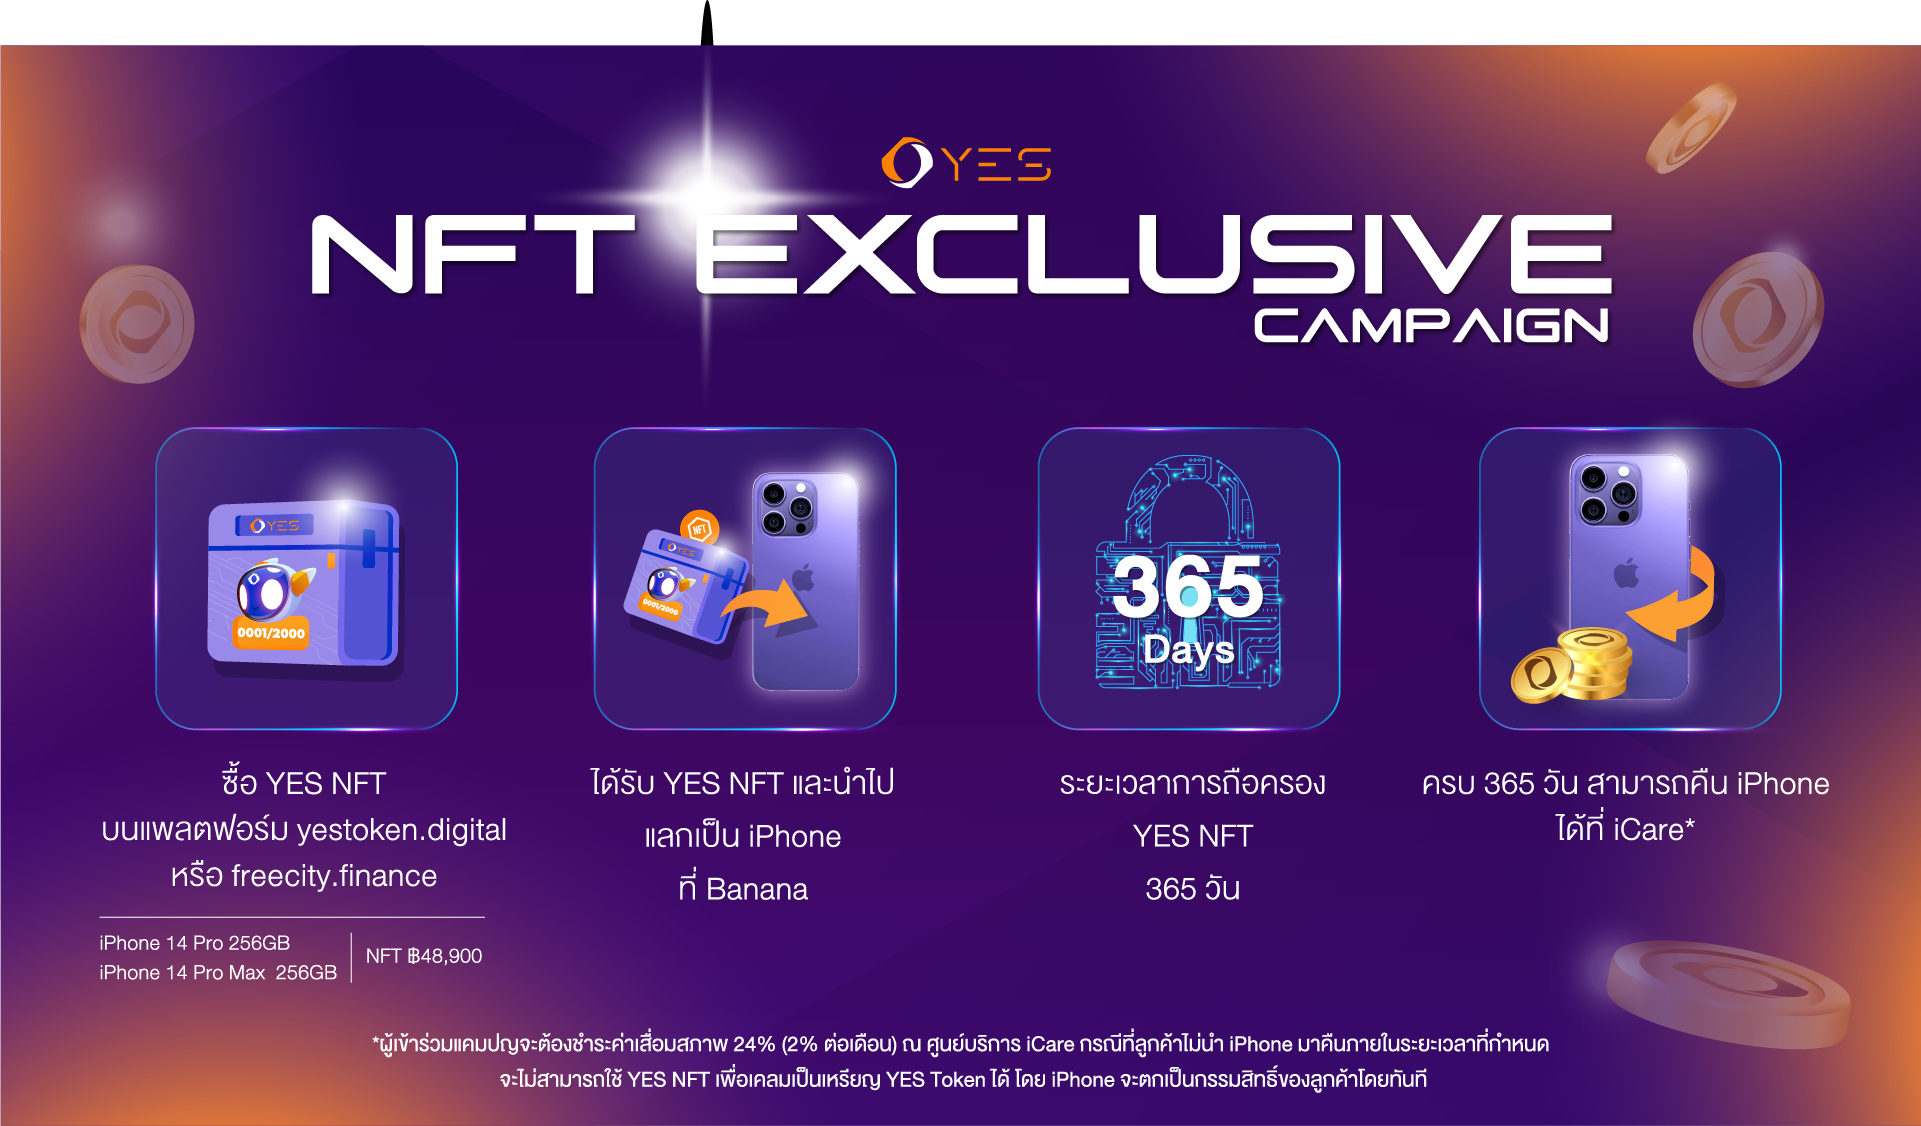 YES
NFT EXCLUSIVE
CAMPAIGN
YES
0001/2000
NFT
YES
0001/2000
365
Days
ซื้อ YES NFT
บนแพลตฟอร์ม yestoken.digital
หรือ freecity.finance
iPhone 14 Pro 256GB
iPhone 14 Pro Max 256GB
NFT ฿48,900
ได้รับ YES NFT และนำไป
แลกเป็น iPhone
ที่ Banana
ระยะเวลาการถือครอง
YES NFT
365 วัน
ครบ 365 วัน สามารถคืน iPhone
ได้ที่ iCare*
*ผู้เข้าร่วมแคมปญจะต้องชำระค่าเสื่อมสภาพ 24% (2% ต่อเดือน) ณ ศูนย์บริการ iCare กรณีที่ลูกค้าไม่นำ iPhone มาคืนภายในระยะเวลาที่กำหนด
จะไม่สามารถใช้ YES NFT เพื่อเคลมเป็นเหรียญ YES Token ได้ โดย iPhone จะตกเป็นกรรมสิทธิ์ของลูกค้าโดยทันที